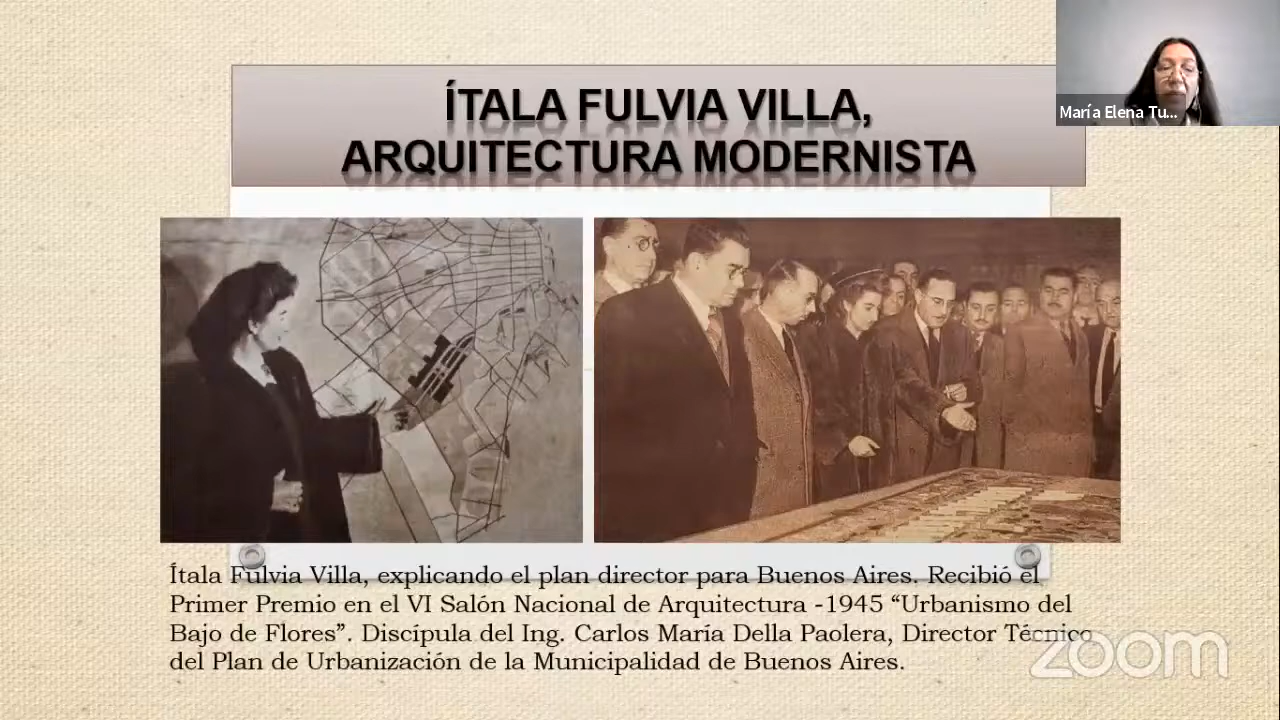 ÍTALA FULVIA VILLA,
ARQUITECTURA MODERNISTA
María Elena Tu...
Ítala Fulvia Villa, explicando el plan director para Buenos Aires. Recibió el
Primer Premio en el VI Salón Nacional de Arquitectura -1945 “Urbanismo del
Bajo de Flores”. Discípula del Ing. Carlos María Della Paolera, Director Técnico
del Plan de Urbanización de la Municipalidad de Buenos Aires.
zoom